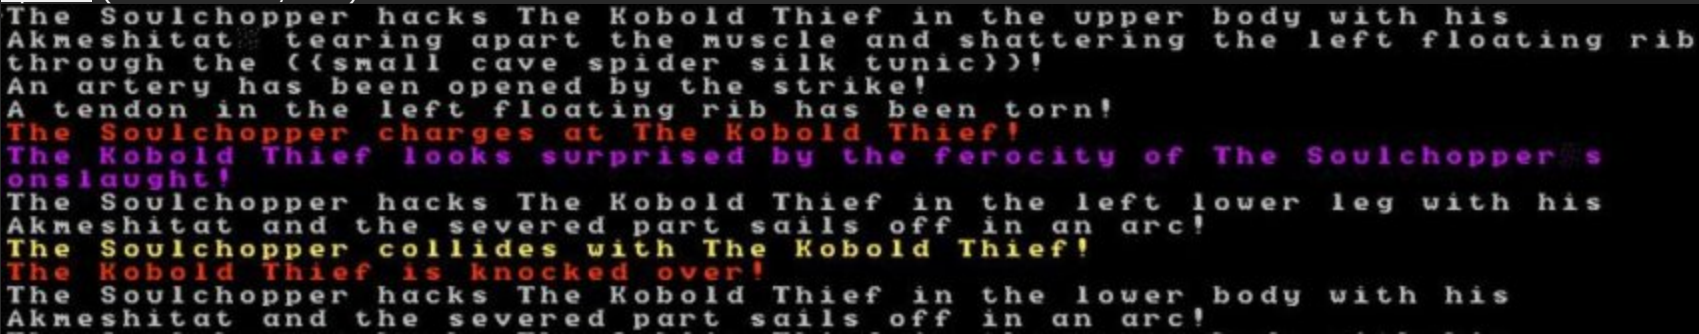 The Soulchopper hacks The Kobold Thief in the upper body with his
Akmeshitat tearing apart the muscle and shattering the left floating rib
through the ((small cave spider silk tunic))!
An artery has been opened by the strike!
A tendon in the left floating rib has been torn!
The Soulchopper charges at The Kobold Thief!
The Kobold Thief looks surprised by the ferocity of The Soulchopper s
onslaught!
The Soulchopper hacks The Kobold Thief in the left lower leg with his
Akmeshitat and the severed part sails off in an arc!
The Soulchopper collides with The Kobold Thief!
The Kobold Thief is knocked over!
The Soulchopper hacks The Kobold Thief in the lower body with his
Akmeshitat and the severed part sails off in an arc!